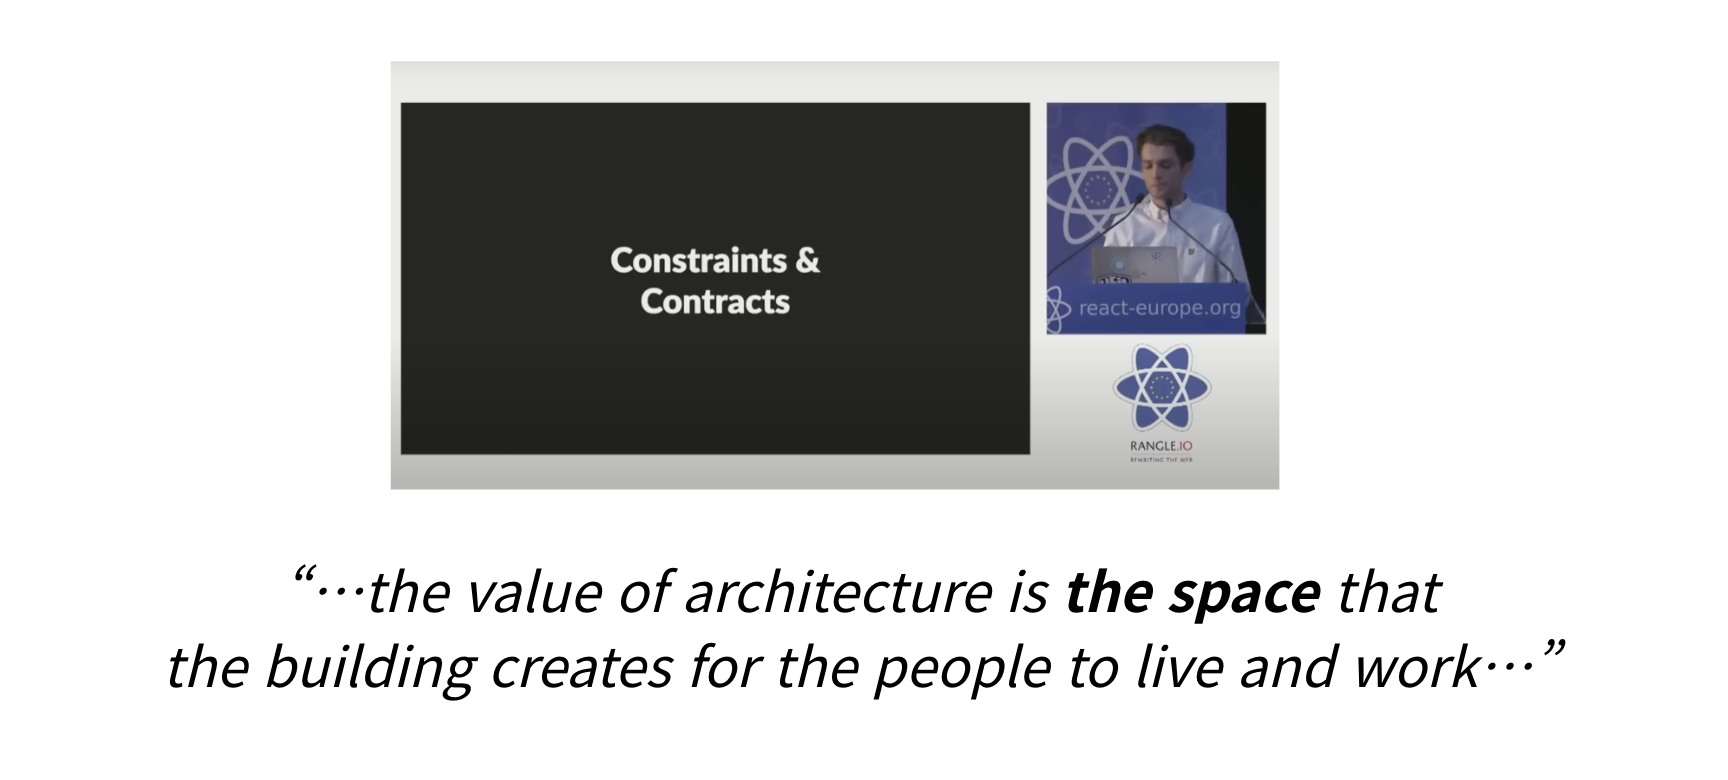 Constraints &
Contracts
react-europe.org
RANGLE.IO
REWRITING THE WEB
“…the value of architecture is the space that
the building creates for the people to live and work…”